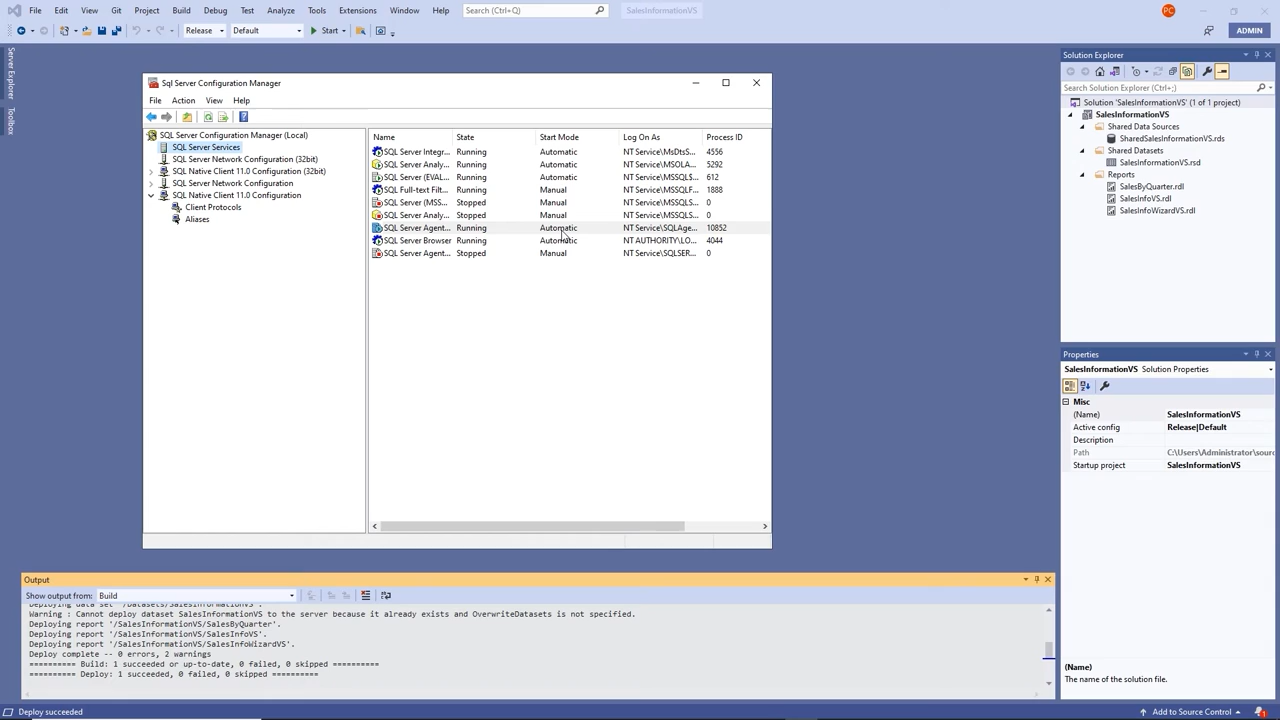 File Edit View Git Project Build Debug Test Analyze Tools Extensions Window Help Search (Ctrl+Q) SalesInformationVS PC
Release Default Start ADMIN
Server Explorer
Toolbox
Sql Server Configuration Manager
File Action View Help
SQL Server Configuration Manager (Local)
SQL Server Services
SQL Server Network Configuration (32bit)
SQL Native Client 11.0 Configuration (32bit)
SQL Server Network Configuration
SQL Native Client 11.0 Configuration
Client Protocols
Aliases
Name State Start Mode Log On As Process ID
SQL Server Integr... Running Automatic NT Service\MsDtsS... 4556
SQL Server Analy... Running Automatic NT Service\MSOLA... 5292
SQL Server (EVAL... Running Automatic NT Service\MSSQL$... 612
SQL Full-text Filt... Running Manual NT Service\MSSQLF... 1888
SQL Server (MSS... Stopped Manual NT Service\MSSQLS... 0
SQL Server Analy... Stopped Manual NT Service\MSSQLS... 0
SQL Server Agent... Running Automatic NT Service\SQLAge... 10852
SQL Server Browser Running Automatic NT AUTHORITY\LO... 4044
SQL Server Agent... Stopped Manual NT Service\SQLSER... 0
Solution Explorer
Search Solution Explorer (Ctrl+;)
Solution 'SalesInformationVS' (1 of 1 project)
SalesInformationVS
Shared Data Sources
SharedSalesInformationVS.rds
Shared Datasets
SalesInformationVS.rsd
Reports
SalesByQuarter.rdl
SalesInfoVS.rdl
SalesInfoWizardVS.rdl
Properties
SalesInformationVS Solution Properties
Misc
(Name) SalesInformationVS
Active config Release|Default
Description
Path C:\Users\Administrator\sourc
Startup project SalesInformationVS
(Name)
The name of the solution file.
Output
Show output from: Build
Deploying data set '/Datasets/SalesInformationVS'.
Warning : Cannot deploy dataset SalesInformationVS to the server because it already exists and OverwriteDatasets is not specified.
Deploying report '/SalesInformationVS/SalesByQuarter'.
Deploying report '/SalesInformationVS/SalesInfoVS'.
Deploying report '/SalesInformationVS/SalesInfoWizardVS'.
Deploy complete -- 0 errors, 2 warnings
========== Build: 1 succeeded or up-to-date, 0 failed, 0 skipped ==========
========== Deploy: 1 succeeded, 0 failed, 0 skipped ==========
Deploy succeeded Add to Source Control 1